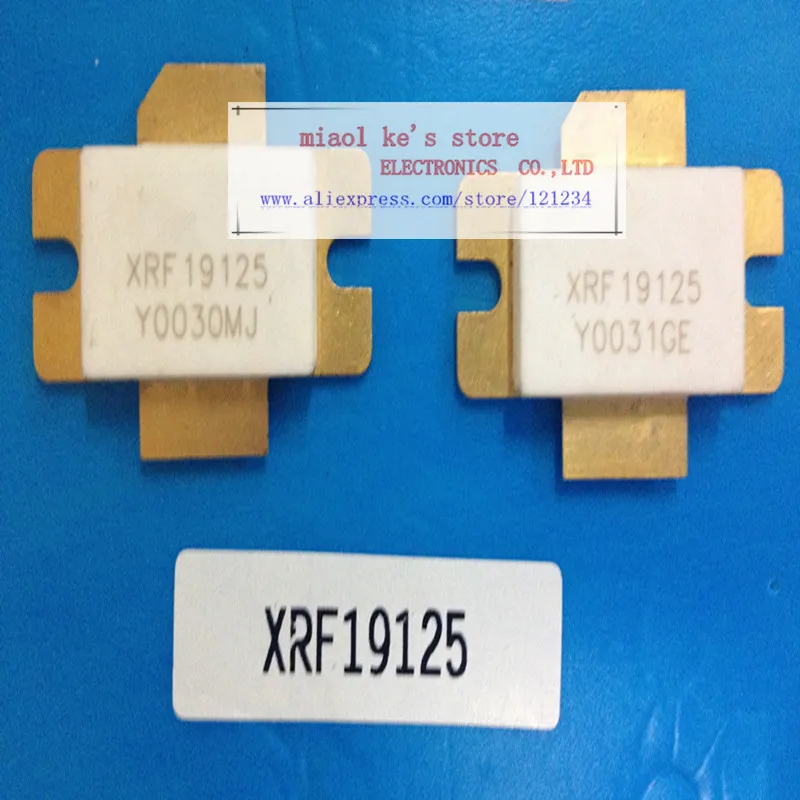 miaol ke's store
ELECTRONICS CO.,LTD
www.aliexpress.com/store/121234
XRF19125
Y0030MJ
XRF19125
Y0031GE
XRF19125